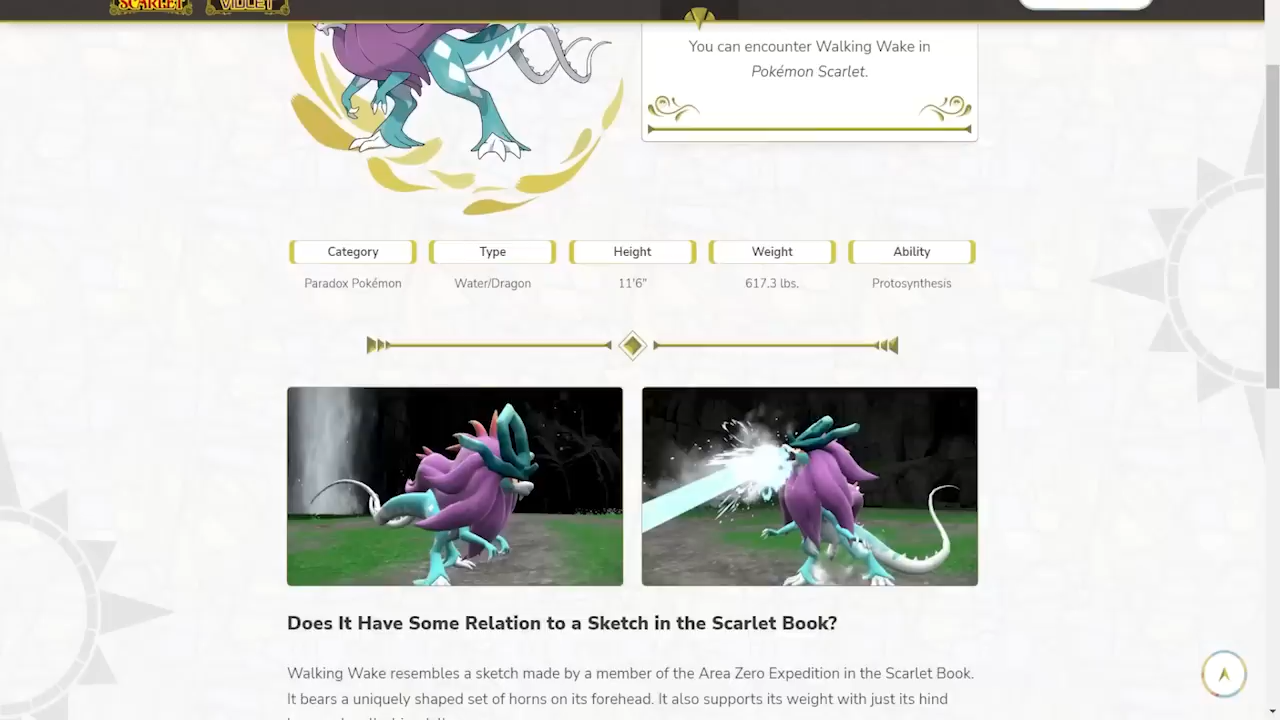 SCARLET
VIOLET
You can encounter Walking Wake in
Pokémon Scarlet.
Category
Type
Height
Weight
Ability
Paradox Pokémon
Water/Dragon
11'6"
617.3 lbs.
Protosynthesis
Does It Have Some Relation to a Sketch in the Scarlet Book?
Walking Wake resembles a sketch made by a member of the Area Zero Expedition in the Scarlet Book.
It bears a uniquely shaped set of horns on its forehead. It also supports its weight with just its hind